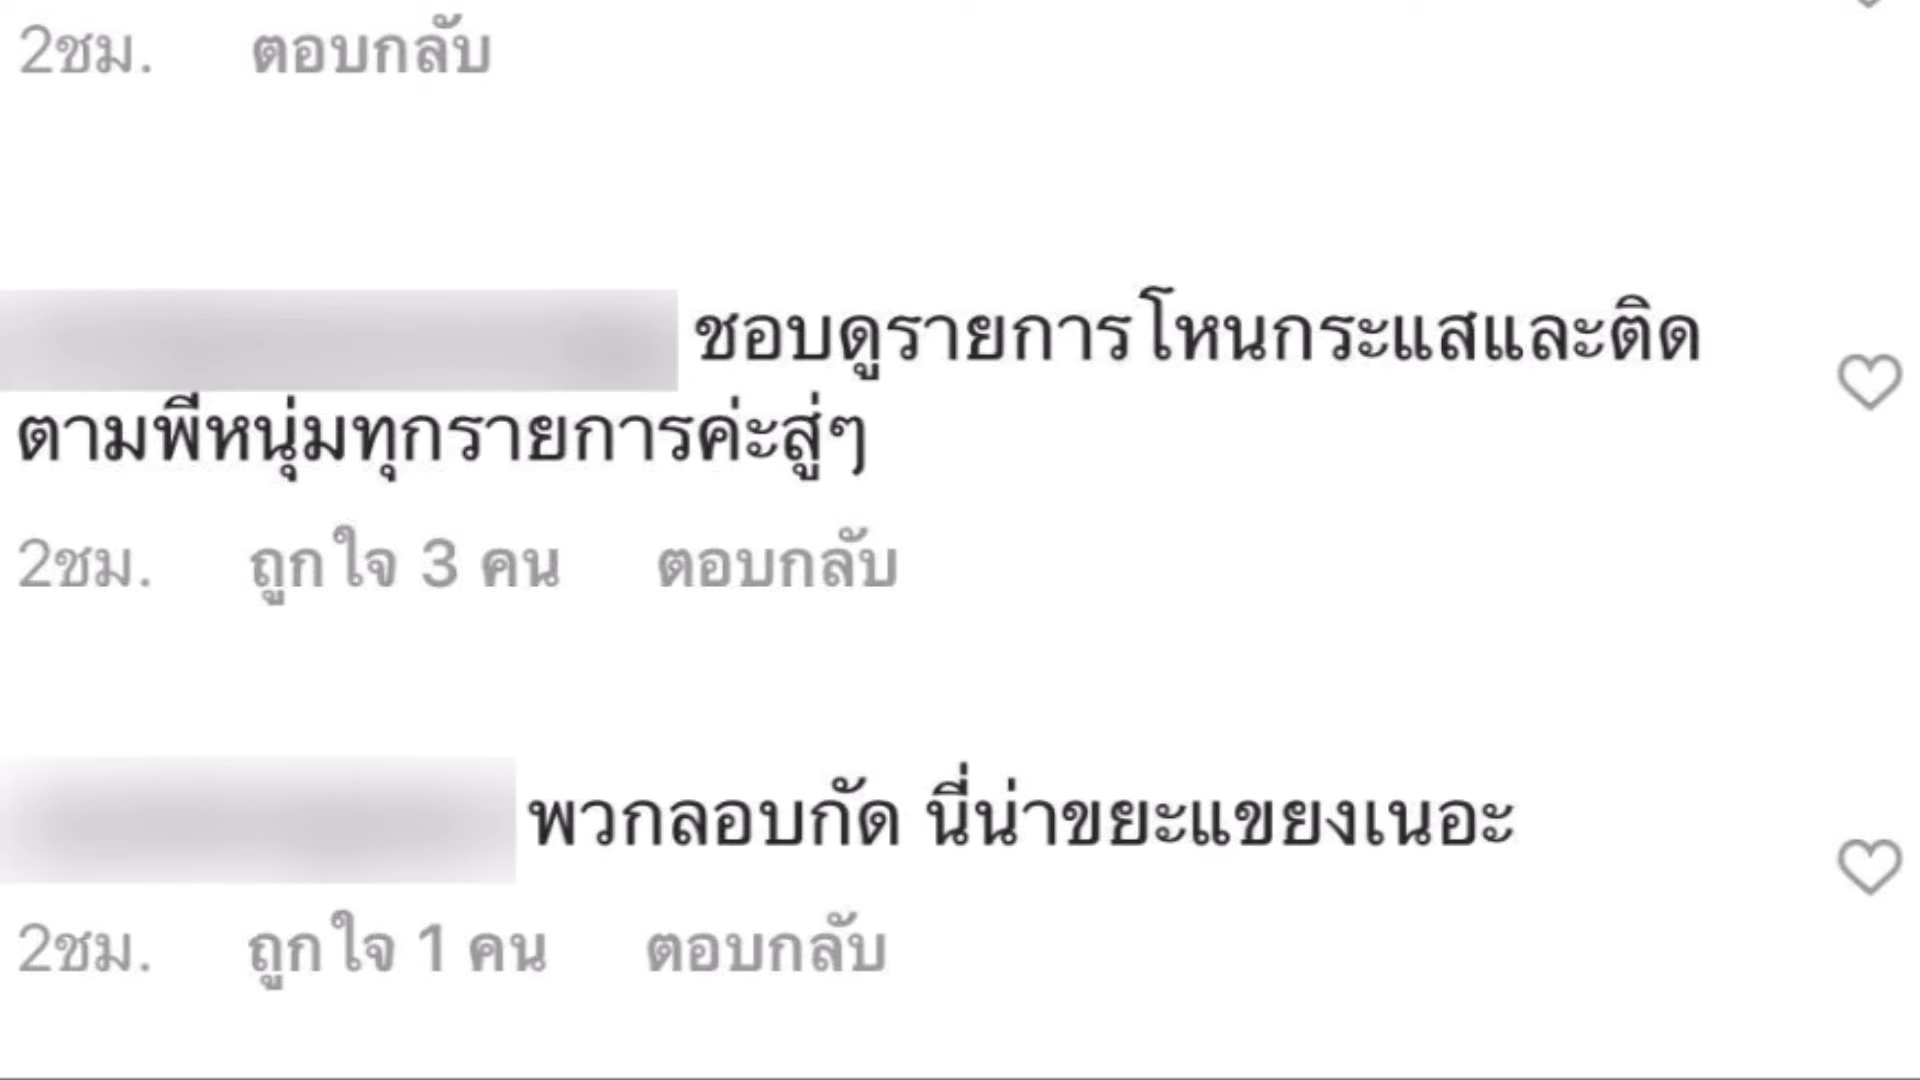 2ชม. ตอบกลับ
ชอบดูรายการโหนกระแสและติด
ตามพีหนุ่มทุกรายการค่ะสู่ๆ
2ชม. ถูกใจ 3 คน ตอบกลับ
พวกลอบกัด นี่น่าขยะแขยงเนอะ
2ชม. ถูกใจ 1 คน ตอบกลับ